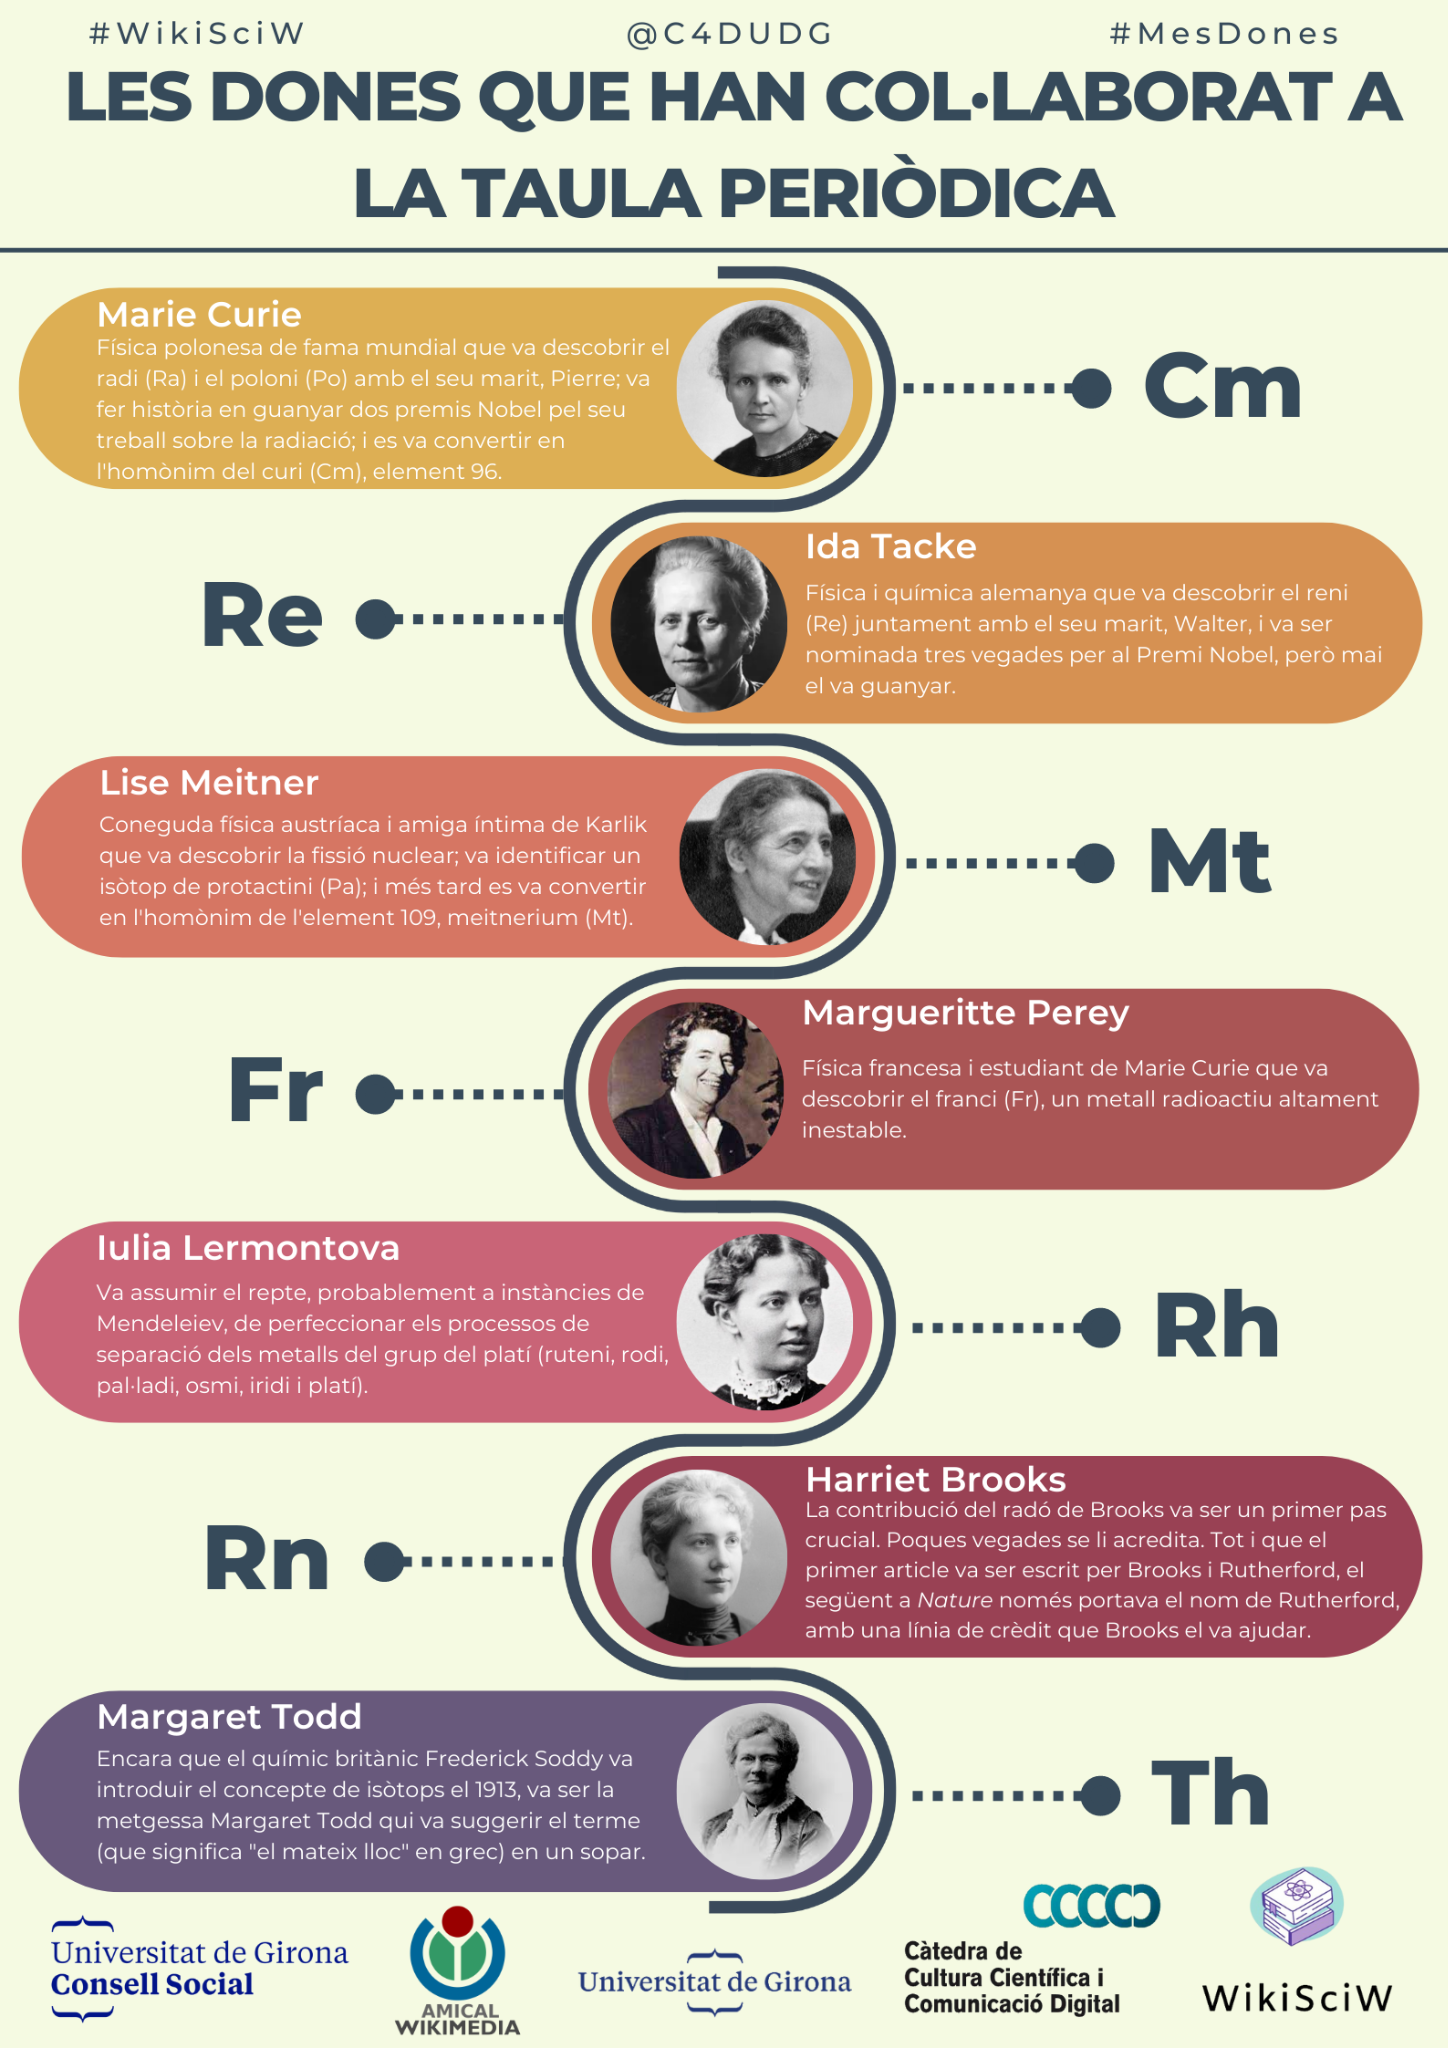 #WikiSciW
@C4DUDG
#MesDones
LES DONES QUE HAN COL·LABORAT A
LA TAULA PERIÒDICA
Marie Curie
Física polonesa de fama mundial que va descobrir el
radi (Ra) i el poloni (Po) amb el seu marit, Pierre; va
fer història en guanyar dos premis Nobel pel seu
treball sobre la radiació; i es va convertir en
l'homònim del curi (Cm), element 96.
Cm
Re
Ida Tacke
Física i química alemanya que va descobrir el reni
(Re) juntament amb el seu marit, Walter, i va ser
nominada tres vegades per al Premi Nobel, però mai
el va guanyar.
Lise Meitner
Coneguda física austríaca i amiga íntima de Karlik
que va descobrir la fissió nuclear; va identificar un
isòtop de protactini (Pa); i més tard es va convertir
en l'homònim de l'element 109, meitnerium (Mt).
Mt
Fr
Margueritte Perey
Física francesa i estudiant de Marie Curie que va
descobrir el franci (Fr), un metall radioactiu altament
inestable.
Iulia Lermontova
Va assumir el repte, probablement a instàncies de
Mendeleiev, de perfeccionar els processos de
separació dels metalls del grup del platí (ruteni, rodi,
pal·ladi, osmi, iridi i platí).
Rh
Rn
Harriet Brooks
La contribució del radó de Brooks va ser un primer pas
crucial. Poques vegades se li acredita. Tot i que el
primer article va ser escrit per Brooks i Rutherford, el
següent a Nature només portava el nom de Rutherford,
amb una línia de crèdit que Brooks el va ajudar.
Margaret Todd
Encara que el químic britànic Frederick Soddy va
introduir el concepte de isòtops el 1913, va ser la
metgessa Margaret Todd qui va suggerir el terme
(que significa "el mateix lloc" en grec) en un sopar.
Th
Universitat de Girona
Consell Social
AMICAL
WIKIMEDIA
Universitat de Girona
Càtedra de
Cultura Científica i
Comunicació Digital
WikiSciW